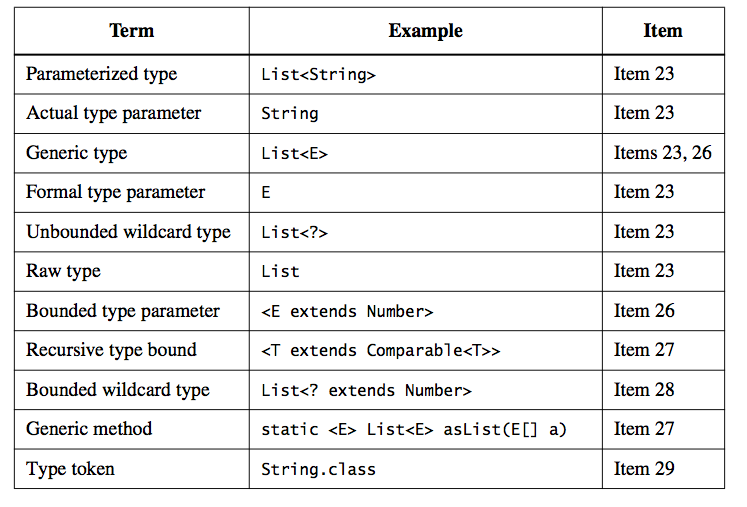 Term Example Item
Parameterized type List<String> Item 23
Actual type parameter String Item 23
Generic type List<E> Items 23, 26
Formal type parameter E Item 23
Unbounded wildcard type List<?> Item 23
Raw type List Item 23
Bounded type parameter <E extends Number> Item 26
Recursive type bound <T extends Comparable<T>> Item 27
Bounded wildcard type List<? extends Number> Item 28
Generic method static <E> List<E> asList(E[] a) Item 27
Type token String.class Item 29